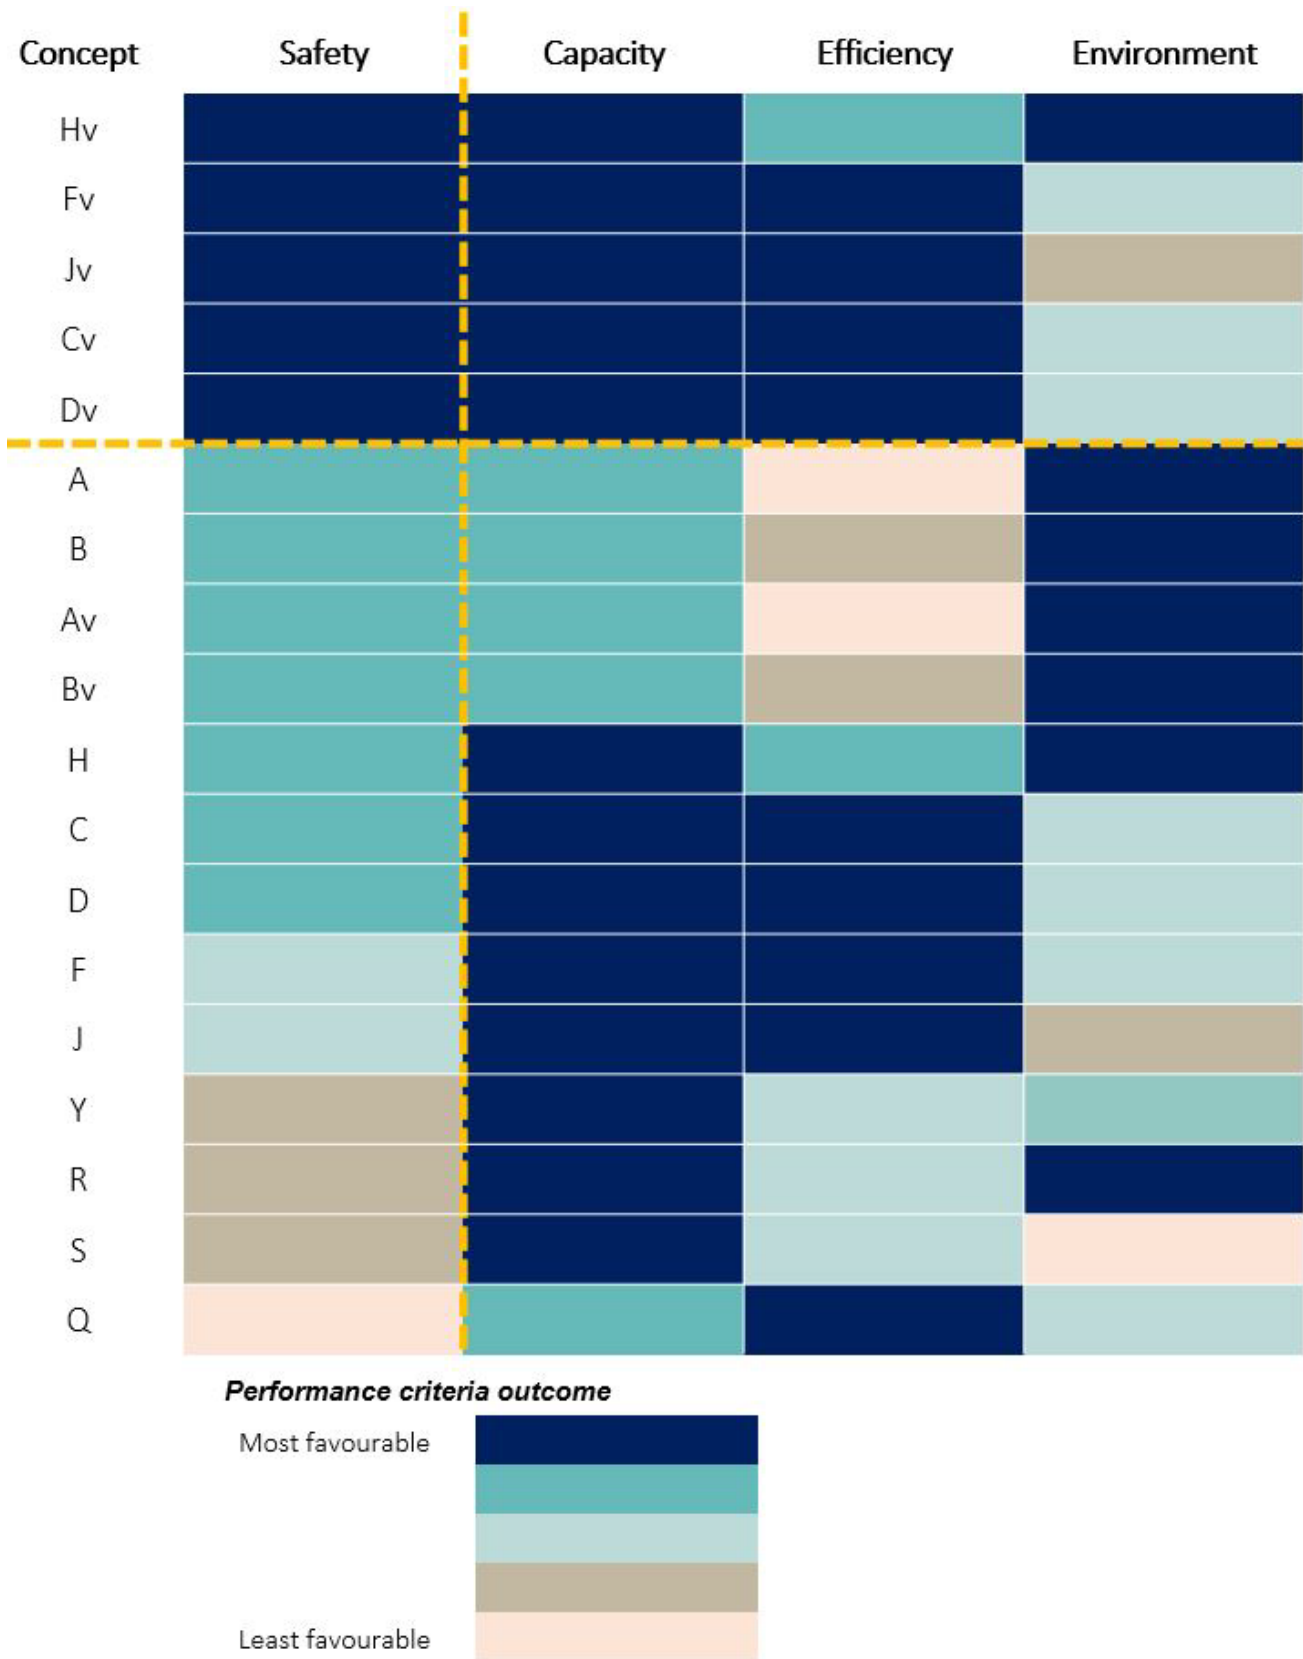 Concept Safety Capacity Efficiency Environment
Hv
Fv
Jv
Cv
Dv
A
B
Av
Bv
H
C
D
F
J
Y
R
S
Q
Performance criteria outcome
Most favourable
Least favourable